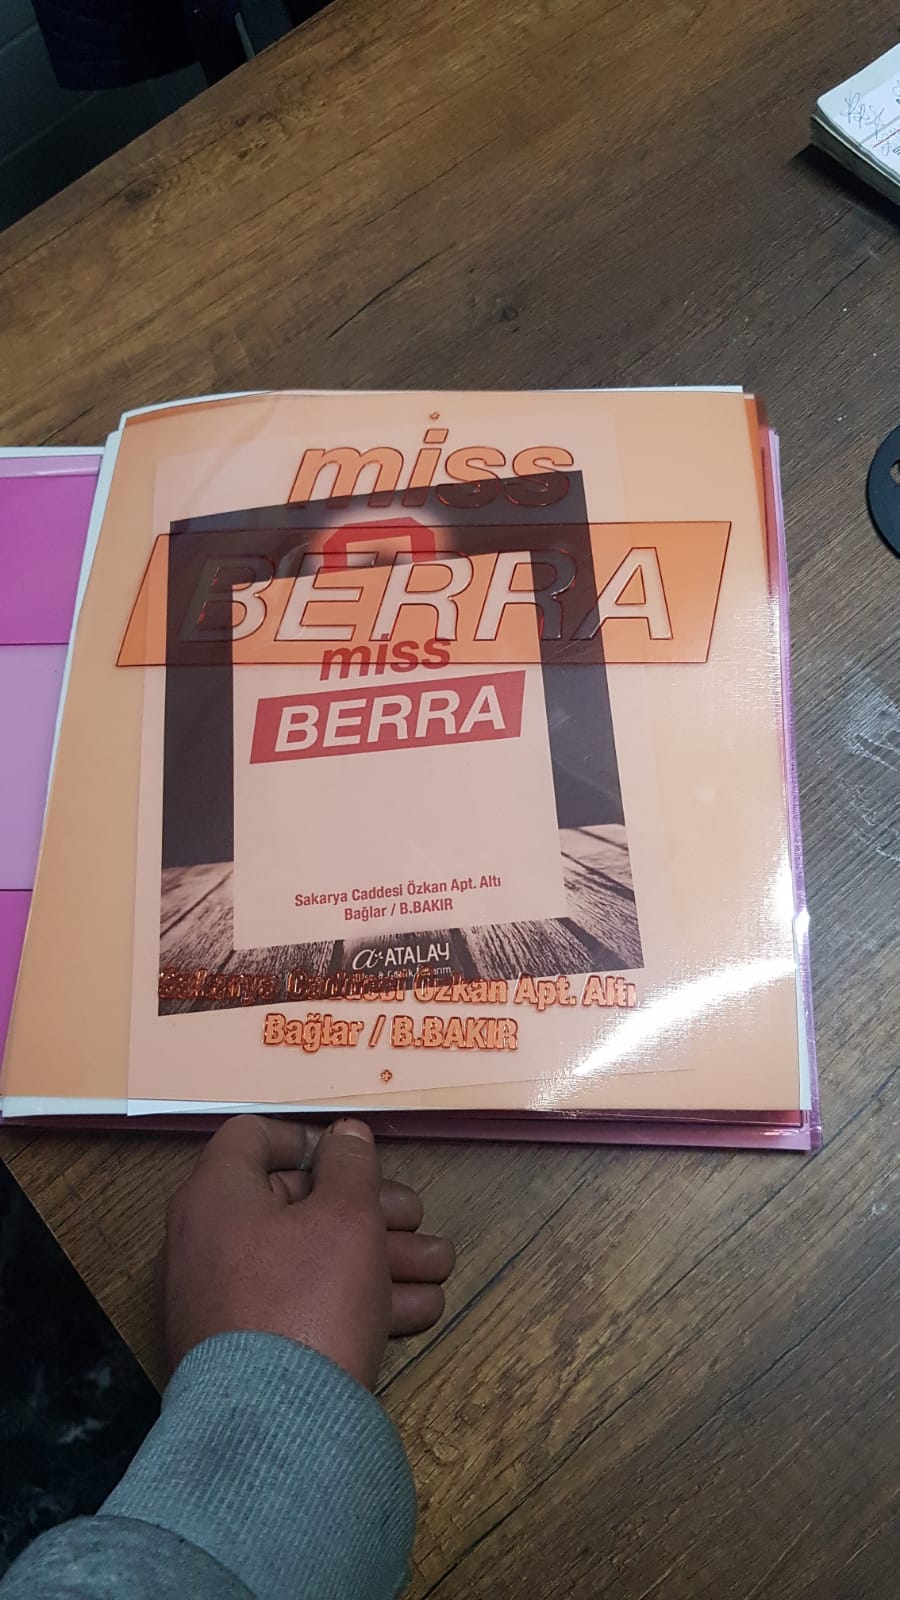 miss
BERRA
miss
BERRA
Sakarya Caddesi Özkan Apt. Altı
Bağlar / B.BAKIR
ATALAY
Sakarya Caddesi Özkan Apt. Altı
Bağlar / B.BAKIR